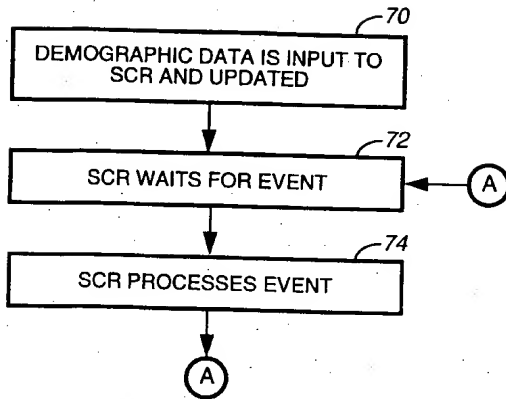 70
DEMOGRAPHIC DATA IS INPUT TO
SCR AND UPDATED
72
SCR WAITS FOR EVENT
A
74
SCR PROCESSES EVENT
A